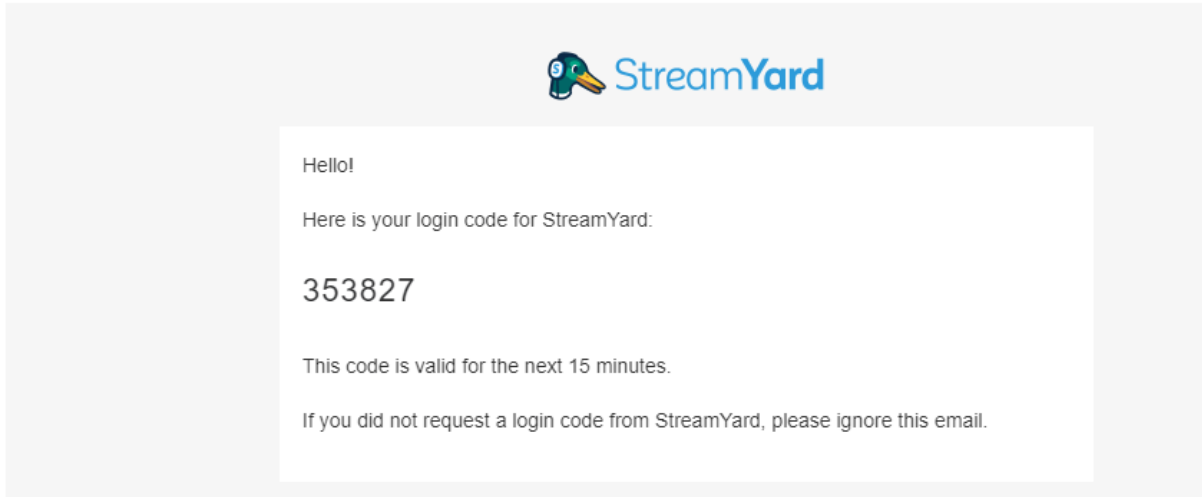 StreamYard
Hello!
Here is your login code for StreamYard:
353827
This code is valid for the next 15 minutes.
If you did not request a login code from StreamYard, please ignore this email.